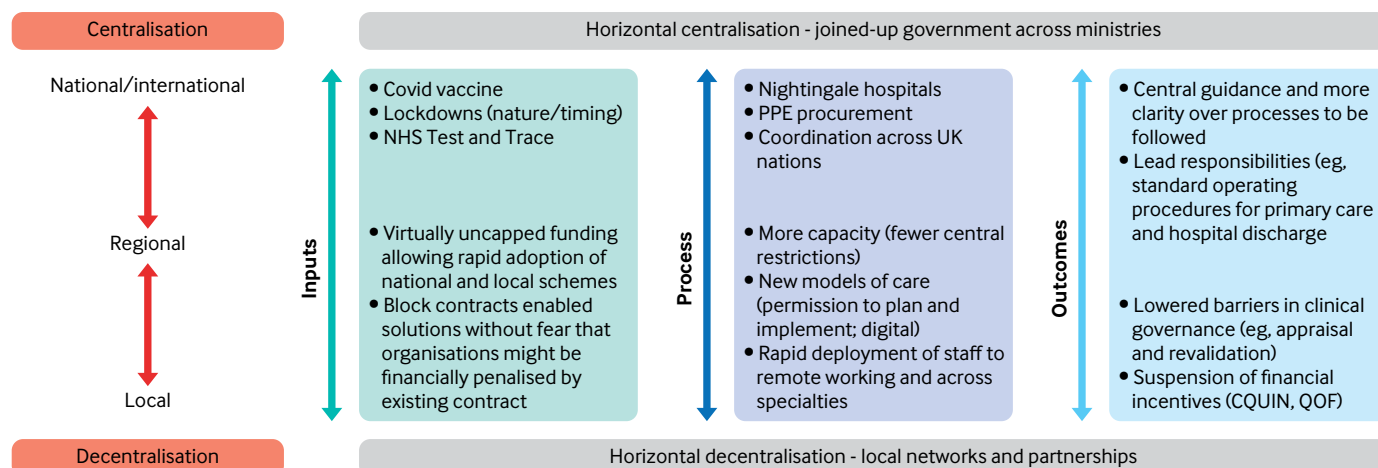 Centralisation
Horizontal centralisation - joined-up government across ministries
National/international
Regional
Local
Inputs
• Covid vaccine
• Lockdowns (nature/timing)
• NHS Test and Trace
• Virtually uncapped funding
allowing rapid adoption of
national and local schemes
• Block contracts enabled
solutions without fear that
organisations might be
financially penalised by
existing contract
Process
• Nightingale hospitals
• PPE procurement
• Coordination across UK
nations
• More capacity (fewer central
restrictions)
• New models of care
(permission to plan and
implement; digital)
• Rapid deployment of staff to
remote working and across
specialties
Outcomes
• Central guidance and more
clarity over processes to be
followed
• Lead responsibilities (eg,
standard operating
procedures for primary care
and hospital discharge
• Lowered barriers in clinical
governance (eg, appraisal
and revalidation)
• Suspension of financial
incentives (CQUIN, QOF)
Decentralisation
Horizontal decentralisation - local networks and partnerships